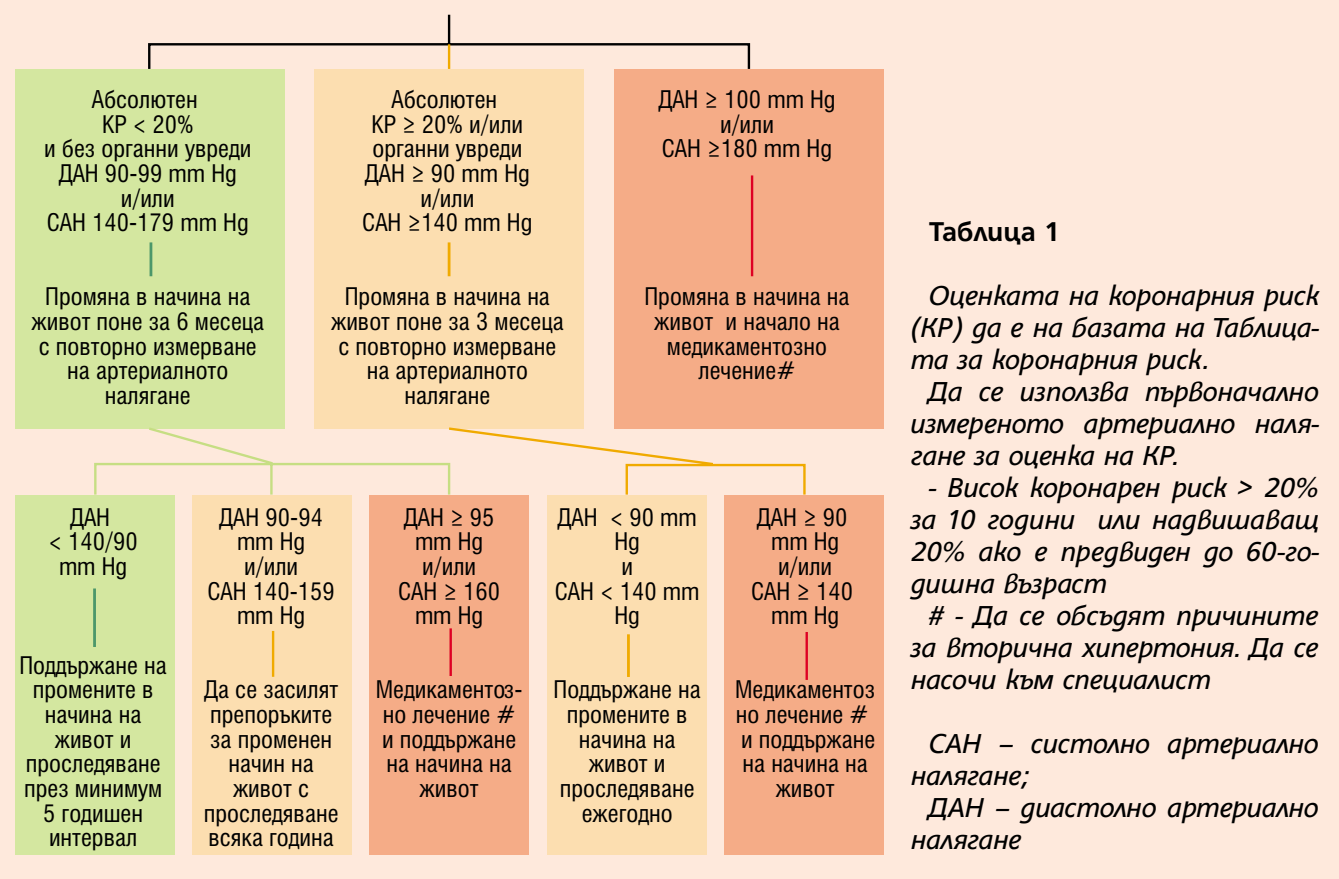 Абсолютен
КР < 20%
и без органни увреди
ДАН 90-99 mm Hg
и/или
САН 140-179 mm Hg
Промяна в начина на
живот поне за 6 месеца
с повторно измерване
на артериалното
налягане
Абсолютен
КР ≥ 20% и/или
органни увреди
ДАН ≥ 90 mm Hg
и/или
САН ≥140 mm Hg
Промяна в начина на
живот поне за 3 месеца
с повторно измерване
на артериалното
налягане
ДАН ≥ 100 mm Hg
и/или
САН ≥180 mm Hg
Промяна в начина на
живот и начало на
медикаментозно
лечение#
ДАН
< 140/90
mm Hg
Поддържане на
промените в
начина на
живот и
проследяване
през минимум
5 годишен
интервал
ДАН 90-94
mm Hg
и/или
САН 140-159
mm Hg
Да се засилят
препоръките
за променен
начин на
живот с
проследяване
всяка година
ДАН ≥ 95
mm Hg
и/или
САН ≥ 160
mm Hg
Медикаментоз-
но лечение #
и поддържане
на начина на
живот
ДАН < 90 mm
Hg
и
САН < 140 mm
Hg
Поддържане на
промените в
начина на
живот и
проследяване
ежегодно
ДАН ≥ 90
mm Hg
и/или
САН ≥ 140
mm Hg
Медикаментоз
но лечение #
и поддържане
на начина на
живот
Таблица 1
Оценката на коронарния риск
(КР) да е на базата на Таблица-
та за коронарния риск.
Да се използва първоначално
измереното артериално наля-
гане за оценка на КР.
- Висок коронарен риск > 20%
за 10 години или надвишаващ
20% ако е предвиден до 60-го-
дишна възраст
# - Да се обсъдят причините
за вторична хипертония. Да се
насочи към специалист
САН – систолно артериално
налягане;
ДАН – диастолно артериално
налягане